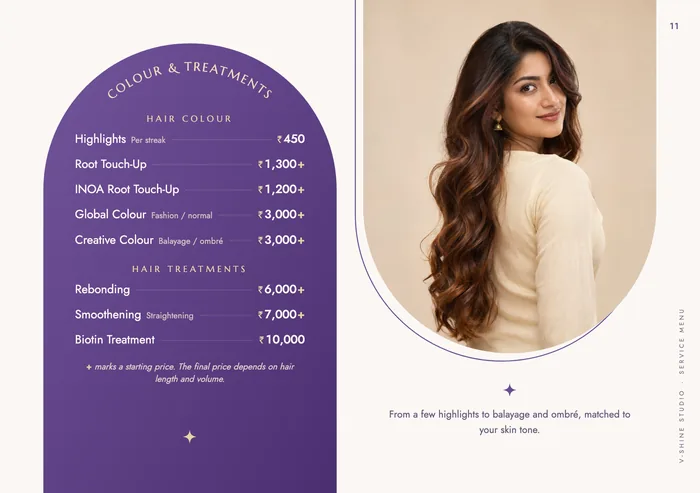 COLOUR & TREATMENTS
HAIR COLOUR
Highlights Per streak ₹450
Root Touch-Up ₹1,300+
INOA Root Touch-Up ₹1,200+
Global Colour Fashion / normal ₹3,000+
Creative Colour Balayage / ombré ₹3,000+
HAIR TREATMENTS
Rebonding ₹6,000+
Smoothening Straightening ₹7,000+
Biotin Treatment ₹10,000
+ marks a starting price. The final price depends on hair
length and volume.
From a few highlights to balayage and ombré, matched to
your skin tone.
11
V-SHINE STUDIO · SERVICE MENU